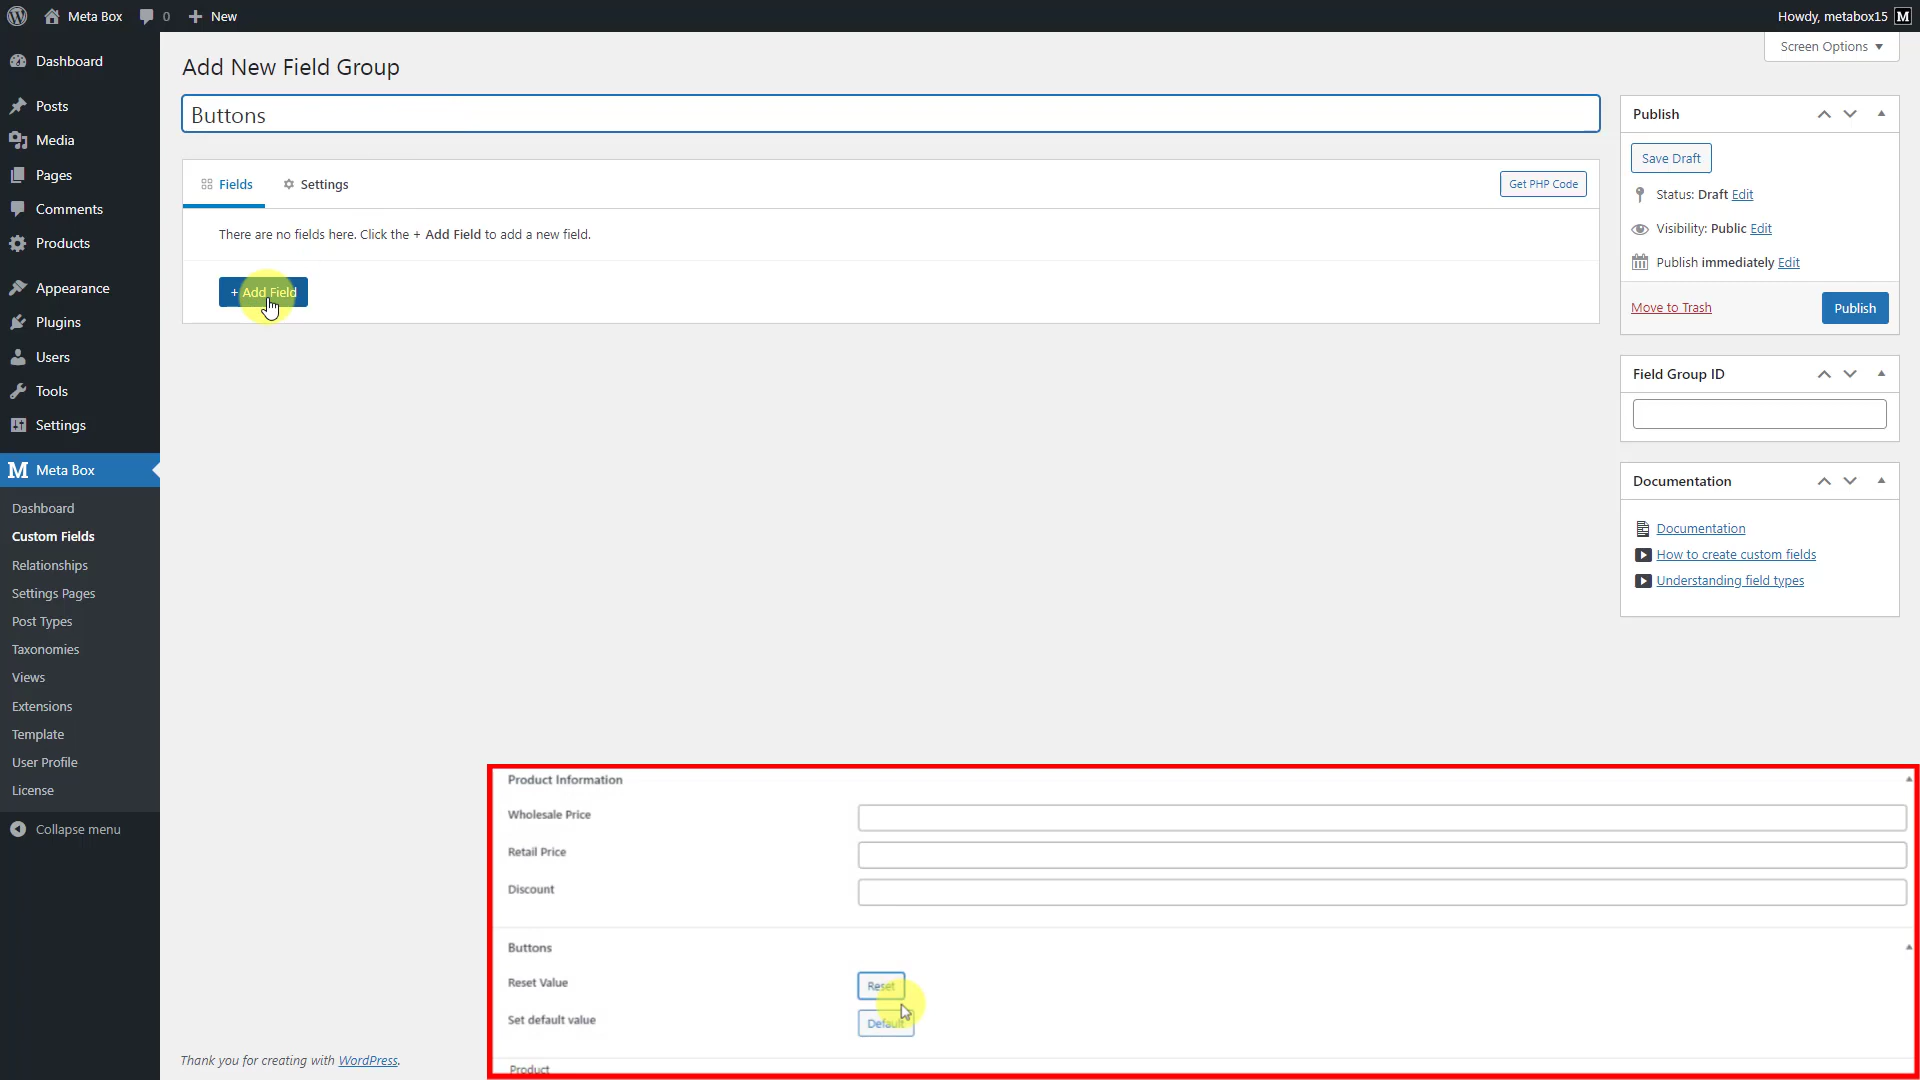 Meta Box
0
New
Howdy, metabox15
Screen Options
Dashboard
Posts
Media
Pages
Comments
Products
Appearance
Plugins
Users
Tools
Settings
Meta Box
Dashboard
Custom Fields
Relationships
Settings Pages
Post Types
Taxonomies
Views
Extensions
Template
User Profile
License
Collapse menu
Add New Field Group
Buttons
Fields
Settings
Get PHP Code
There are no fields here. Click the + Add Field to add a new field.
+ Add Field
Publish
Save Draft
Status: Draft Edit
Visibility: Public Edit
Publish immediately Edit
Move to Trash
Publish
Field Group ID
Documentation
Documentation
How to create custom fields
Understanding field types
Product Information
Wholesale Price
Retail Price
Discount
Buttons
Reset Value
Reset
Set default value
Default
Product
Thank you for creating with WordPress.